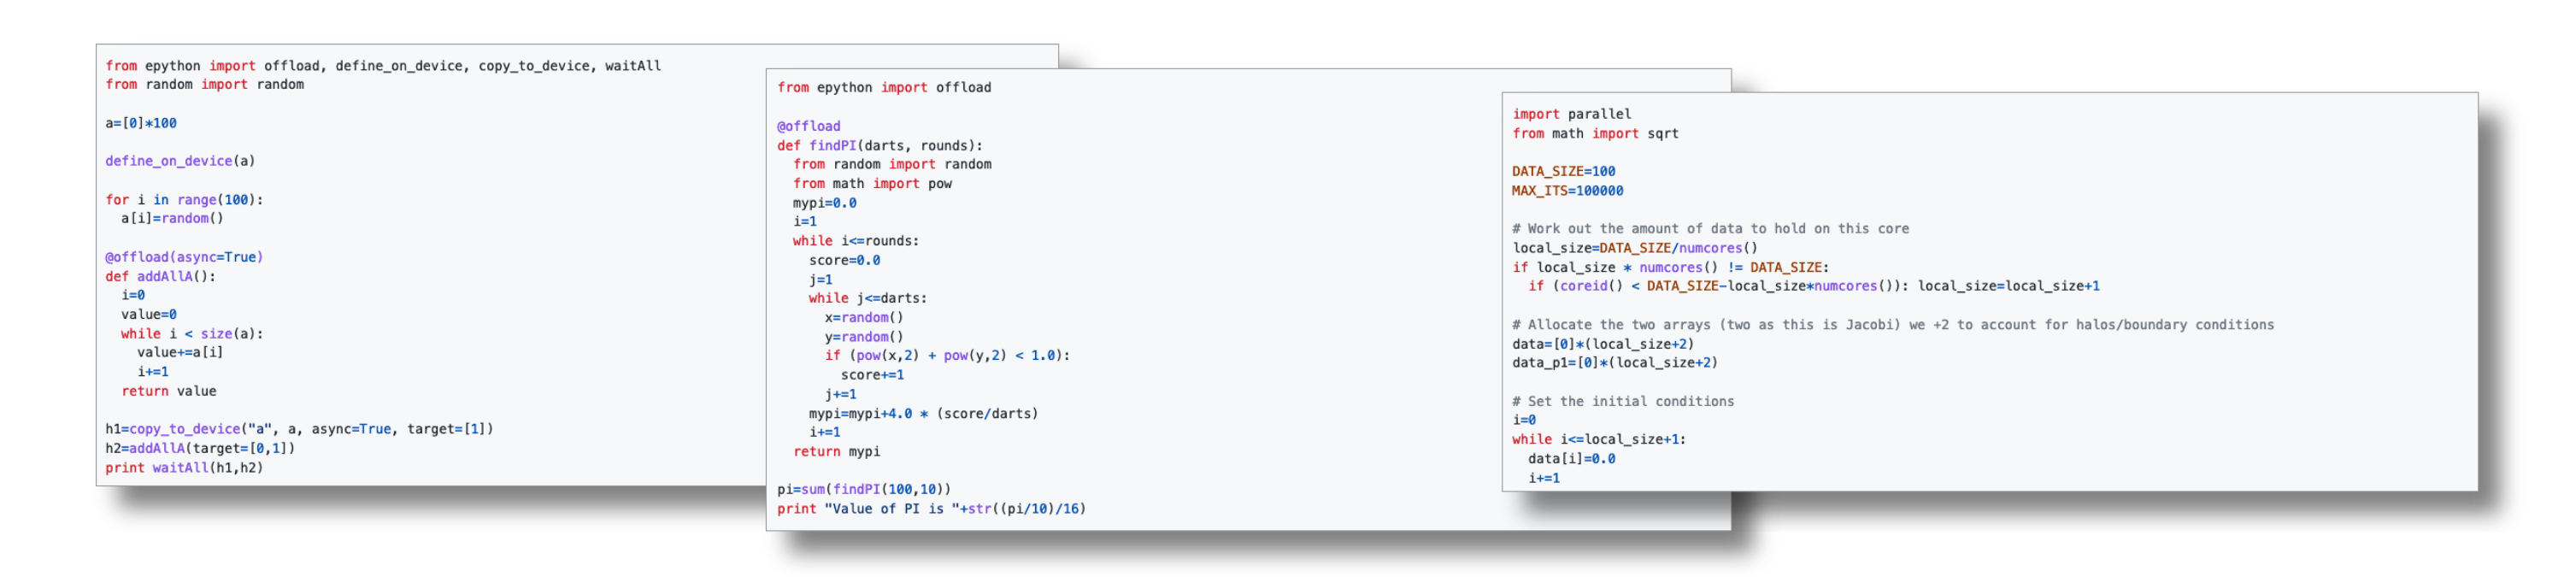 from epython import offload, define_on_device, copy_to_device, waitAll
from random import random
a=[0]*100
define_on_device(a)
for i in range(100):
  a[i]=random()
@offload(async=True)
def addAllA():
  i=0
  value=0
  while i < size(a):
    value+=a[i]
    i+=1
  return value
h1=copy_to_device("a", a, async=True, target=[1])
h2=addAllA(target=[0,1])
print waitAll(h1,h2)
from epython import offload
@offload
def findPI(darts, rounds):
  from random import random
  from math import pow
  mypi=0.0
  i=1
  while i<=rounds:
    score=0.0
    j=1
    while j<=darts:
      x=random()
      y=random()
      if (pow(x,2) + pow(y,2) < 1.0):
        score+=1
      j+=1
    mypi=mypi+4.0 * (score/darts)
    i+=1
  return mypi
pi=sum(findPI(100,10))
print "Value of PI is "+str((pi/10)/16)
import parallel
from math import sqrt
DATA_SIZE=100
MAX_ITS=100000
# Work out the amount of data to hold on this core
local_size=DATA_SIZE/numcores()
if local_size * numcores() != DATA_SIZE:
  if (coreid() < DATA_SIZE-local_size*numcores()): local_size=local_size+1
# Allocate the two arrays (two as this is Jacobi) we +2 to account for halos/boundary conditions
data=[0]*(local_size+2)
data_p1=[0]*(local_size+2)
# Set the initial conditions
i=0
while i<=local_size+1:
  data[i]=0.0
  i+=1